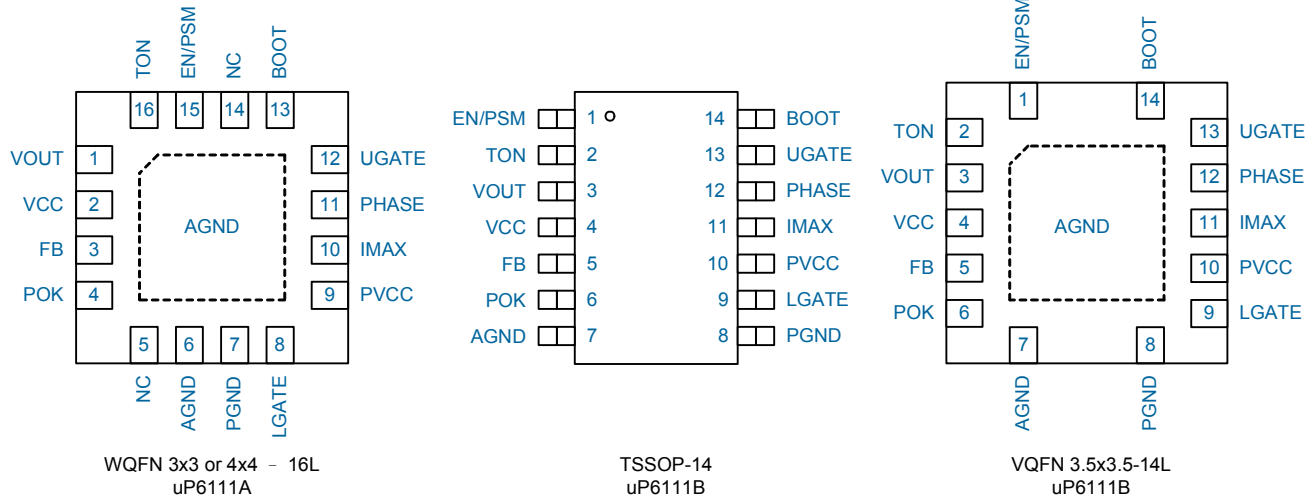 TON
EN/PSM
NC
BOOT
16
15
14
13
VOUT 1
12 UGATE
VCC 2
11 PHASE
FB 3
10 IMAX
POK 4
9 PVCC
AGND
5
6
7
8
NC
AGND
PGND
LGATE
WQFN 3x3 or 4x4 – 16L
uP6111A
EN/PSM 1
14 BOOT
TON 2
13 UGATE
VOUT 3
12 PHASE
VCC 4
11 IMAX
FB 5
10 PVCC
POK 6
9 LGATE
AGND 7
8 PGND
TSSOP-14
uP6111B
EN/PSM
BOOT
1
14
TON 2
13 UGATE
VOUT 3
12 PHASE
VCC 4
11 IMAX
FB 5
10 PVCC
POK 6
9 LGATE
AGND
7
8
AGND
PGND
VQFN 3.5x3.5-14L
uP6111B